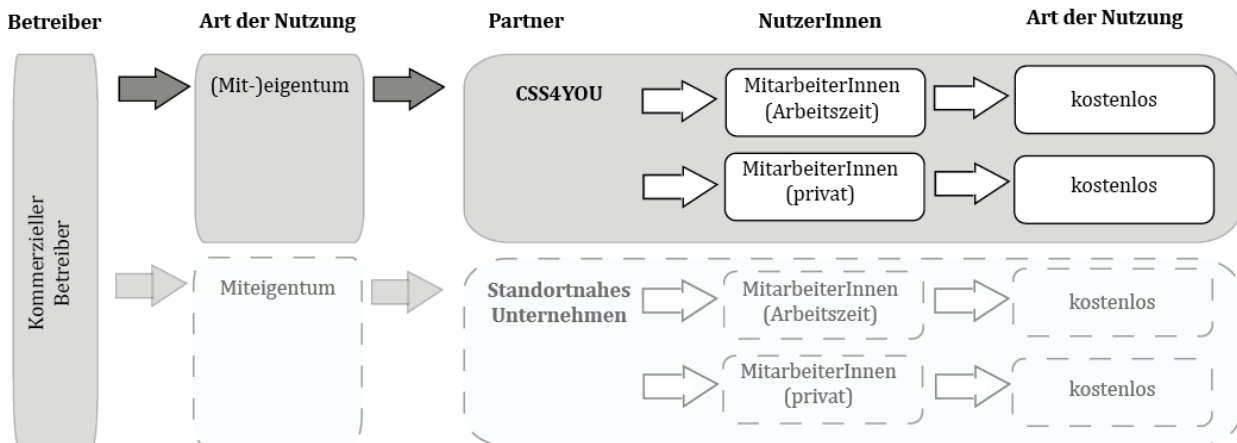 Betreiber
Art der Nutzung
Partner
NutzerInnen
Art der Nutzung
Kommerzieller
Betreiber
(Mit-)eigentum
CSS4YOU
MitarbeiterInnen
(Arbeitszeit)
kostenlos
MitarbeiterInnen
(privat)
kostenlos
Miteigentum
Standortnahes
Unternehmen
MitarbeiterInnen
(Arbeitszeit)
kostenlos
MitarbeiterInnen
(privat)
kostenlos